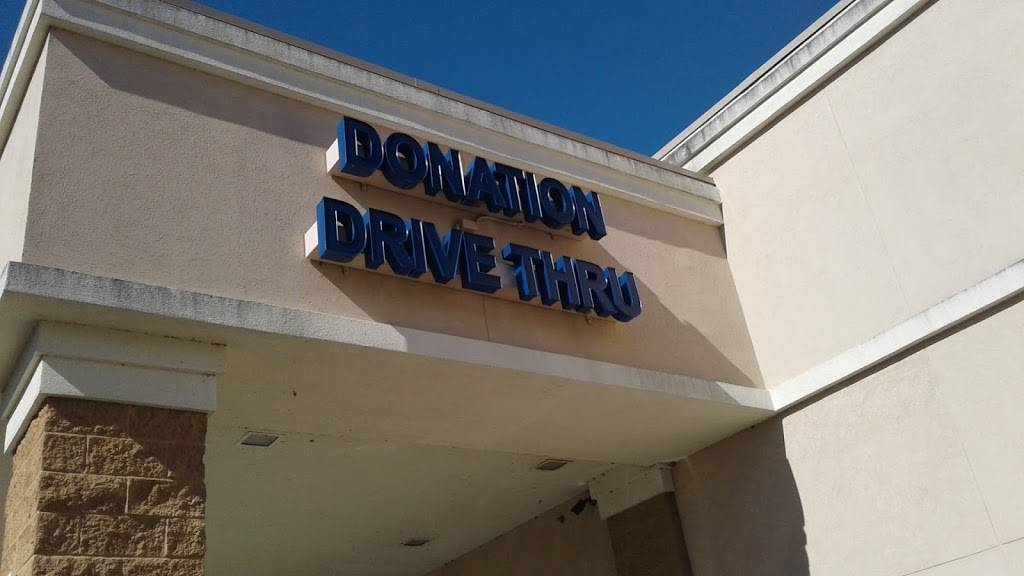 DONATION
DRIVE THRU